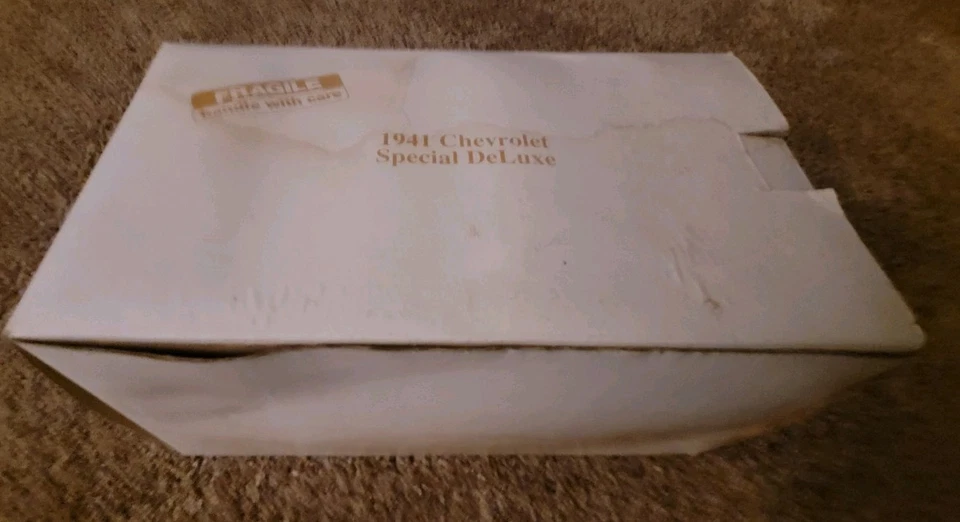 FRAGILE
Handle with care
1941 Chevrolet
Special DeLuxe